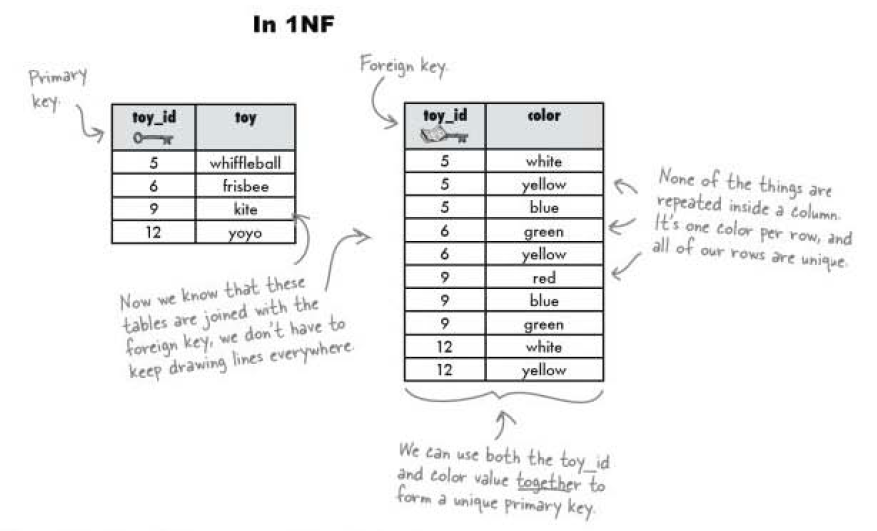 In 1NF
Primary
key.
toy_id toy
5 whiffleball
6 frisbee
9 kite
12 yoyo
Now we know that these
tables are joined with the
foreign key, we don't have to
keep drawing lines everywhere.
Foreign key.
toy_id color
5 white
5 yellow
5 blue
6 green
6 yellow
9 red
9 blue
9 green
12 white
12 yellow
None of the things are
repeated inside a column.
It's one color per row, and
all of our rows are unique.
We can use both the toy_id
and color value together to
form a unique primary key.